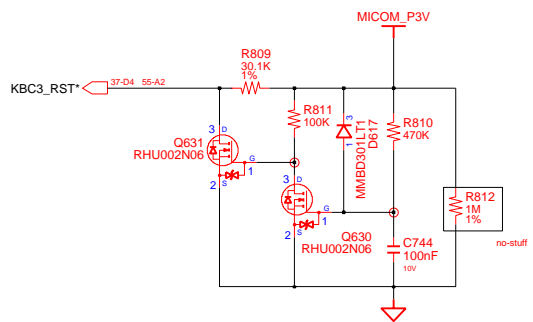 MICOM_P3V
R809
30.1K
1%
KBC3_RST*
37-D4 55-A2
R811
100K
3
1
MMBD301LT1
D617
R810
470K
3 D
Q631
RHU002N06
G
1
2 S
3 D
G
1
2 S
Q630
RHU002N06
C744
100nF
10V
R812
1M
1%
no-stuff